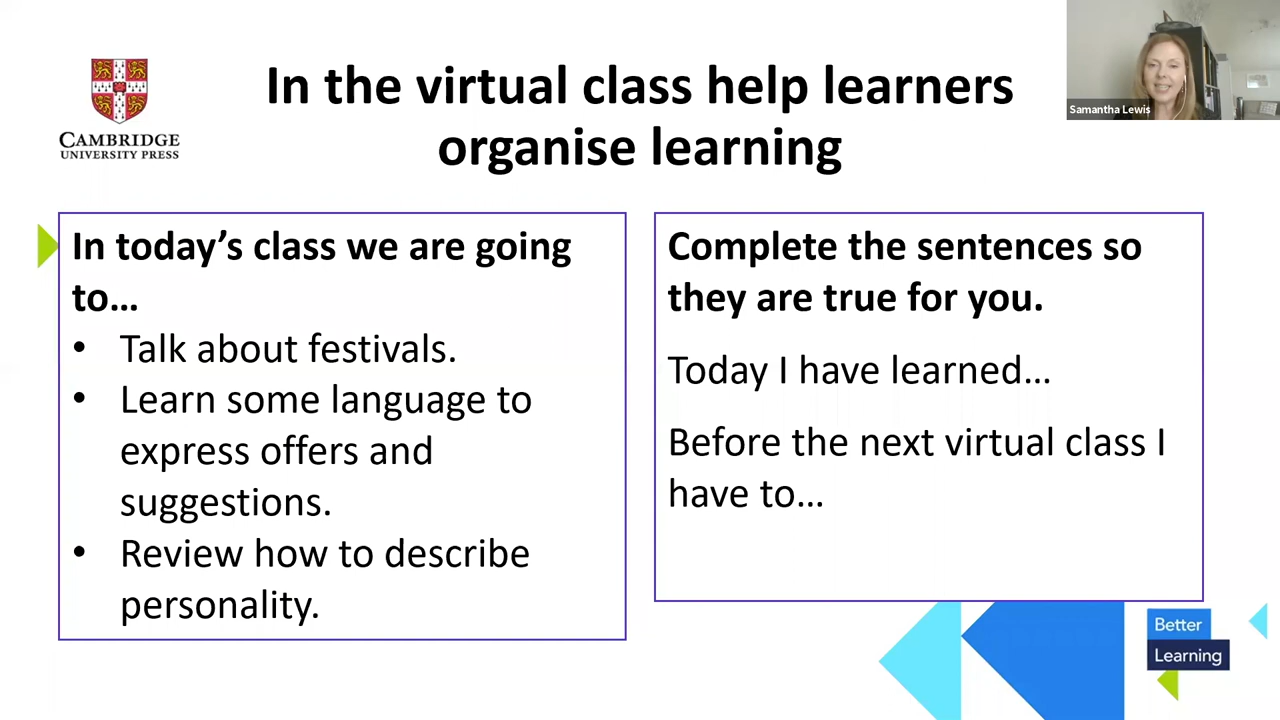 In the virtual class help learners
organise learning
CAMBRIDGE
UNIVERSITY PRESS
Samantha Lewis
In today's class we are going
to…
• Talk about festivals.
• Learn some language to
express offers and
suggestions.
• Review how to describe
personality.
Complete the sentences so
they are true for you.
Today I have learned…
Before the next virtual class I
have to…
Better
Learning